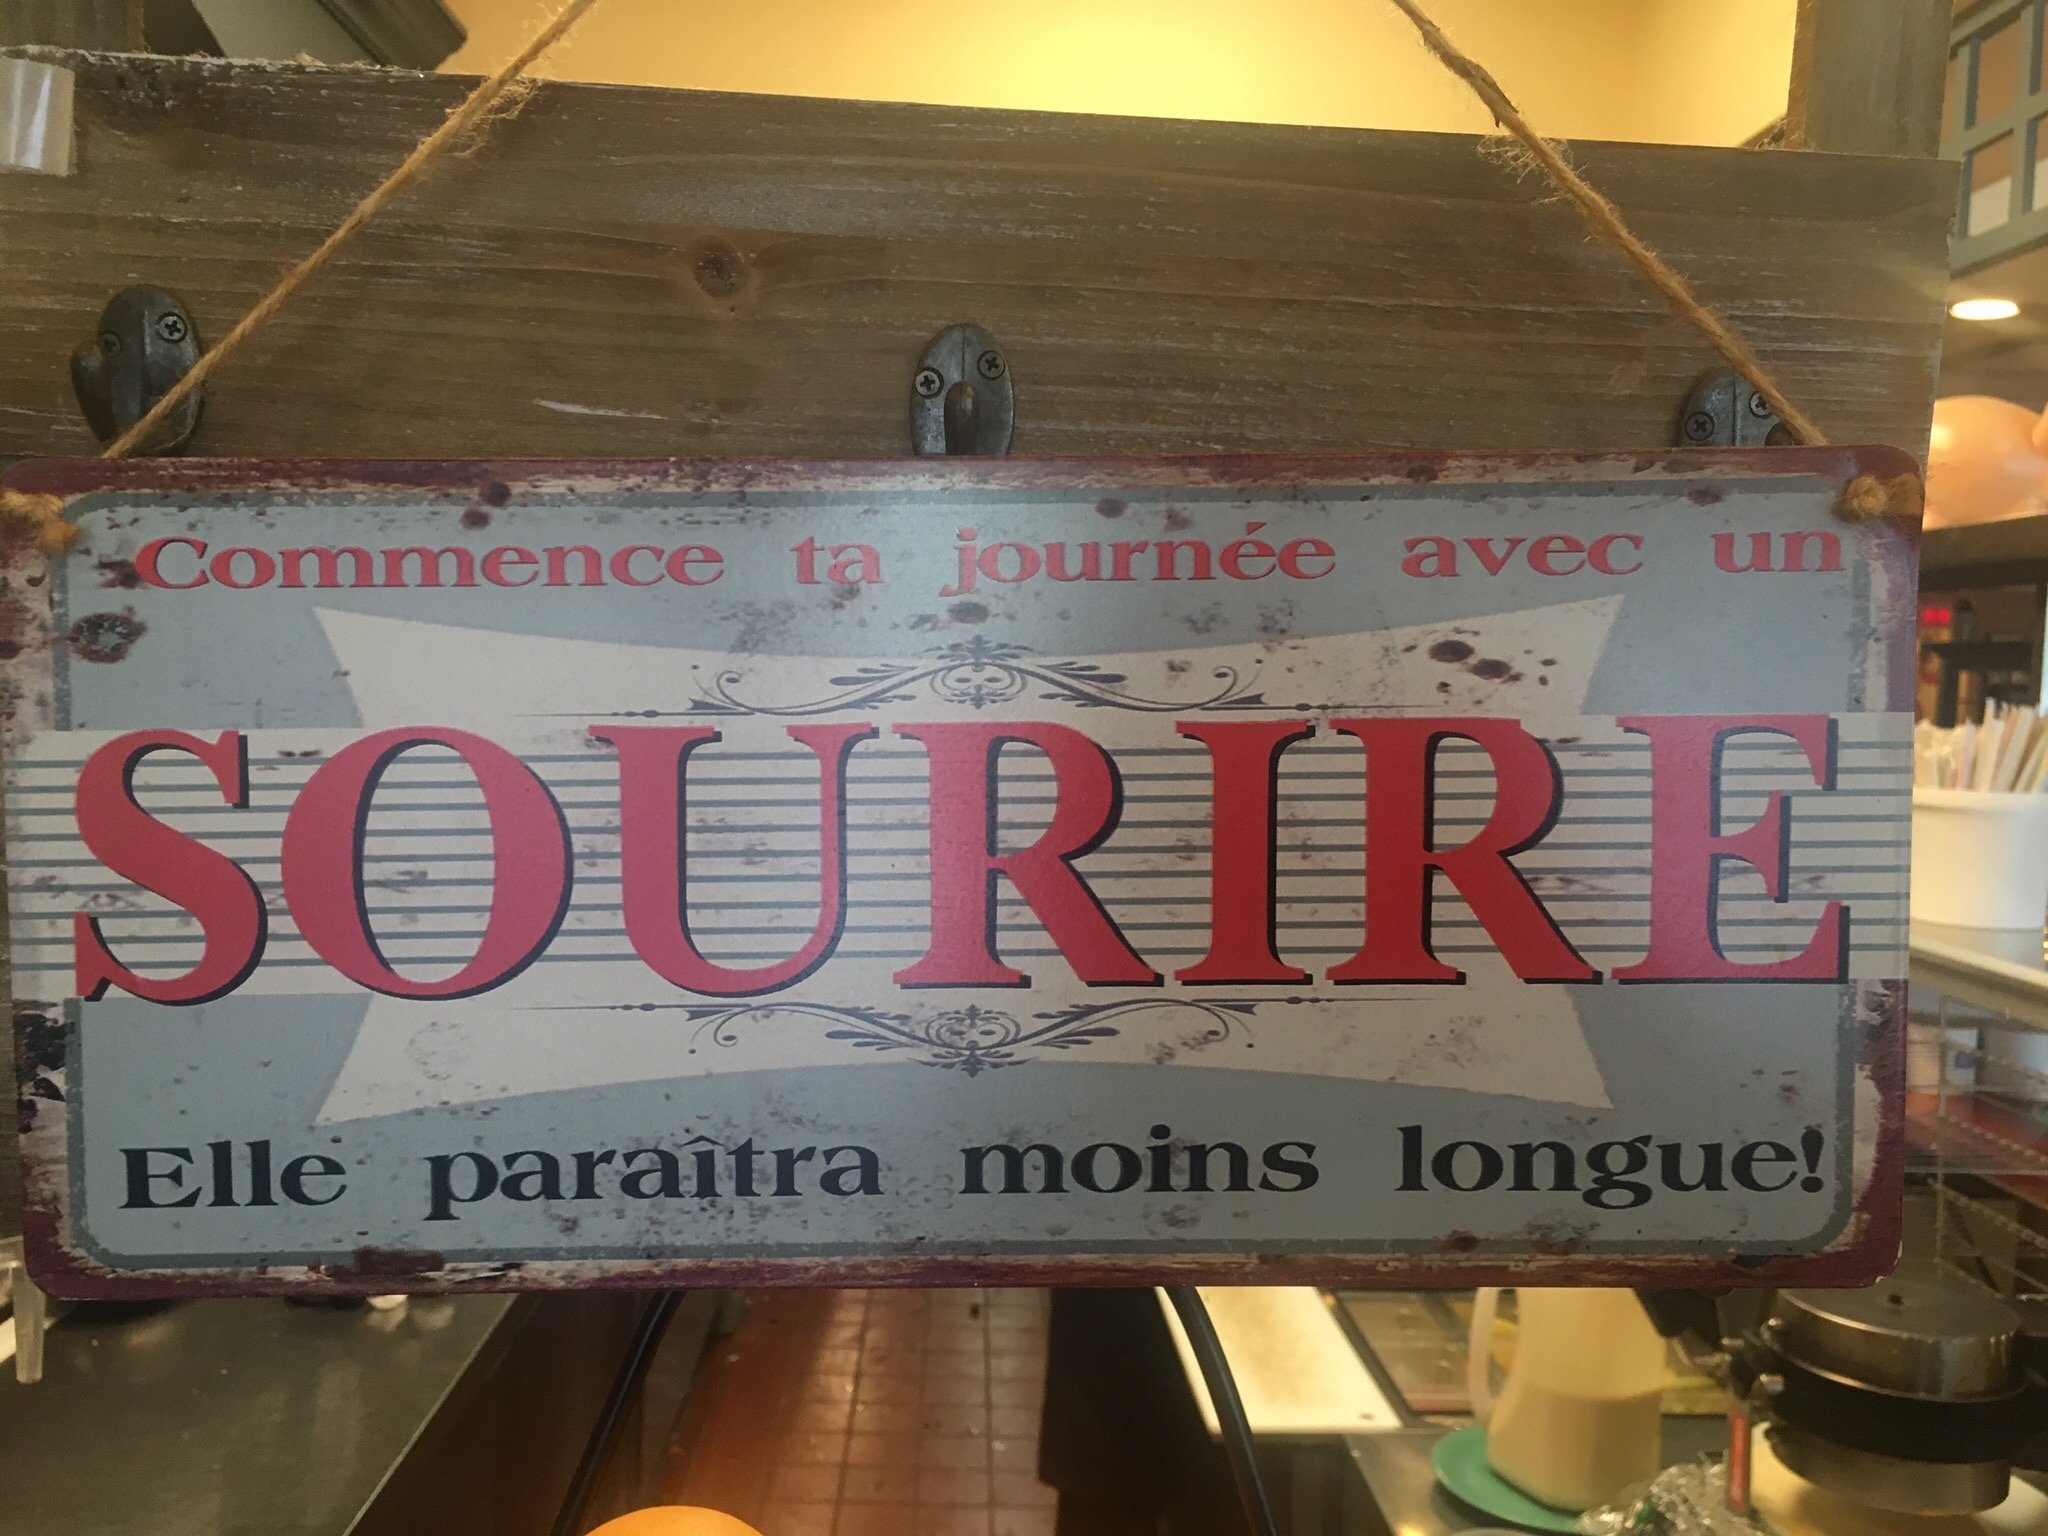 Commence ta journée avec un
SOURIRE
Elle paraîtra moins longue!